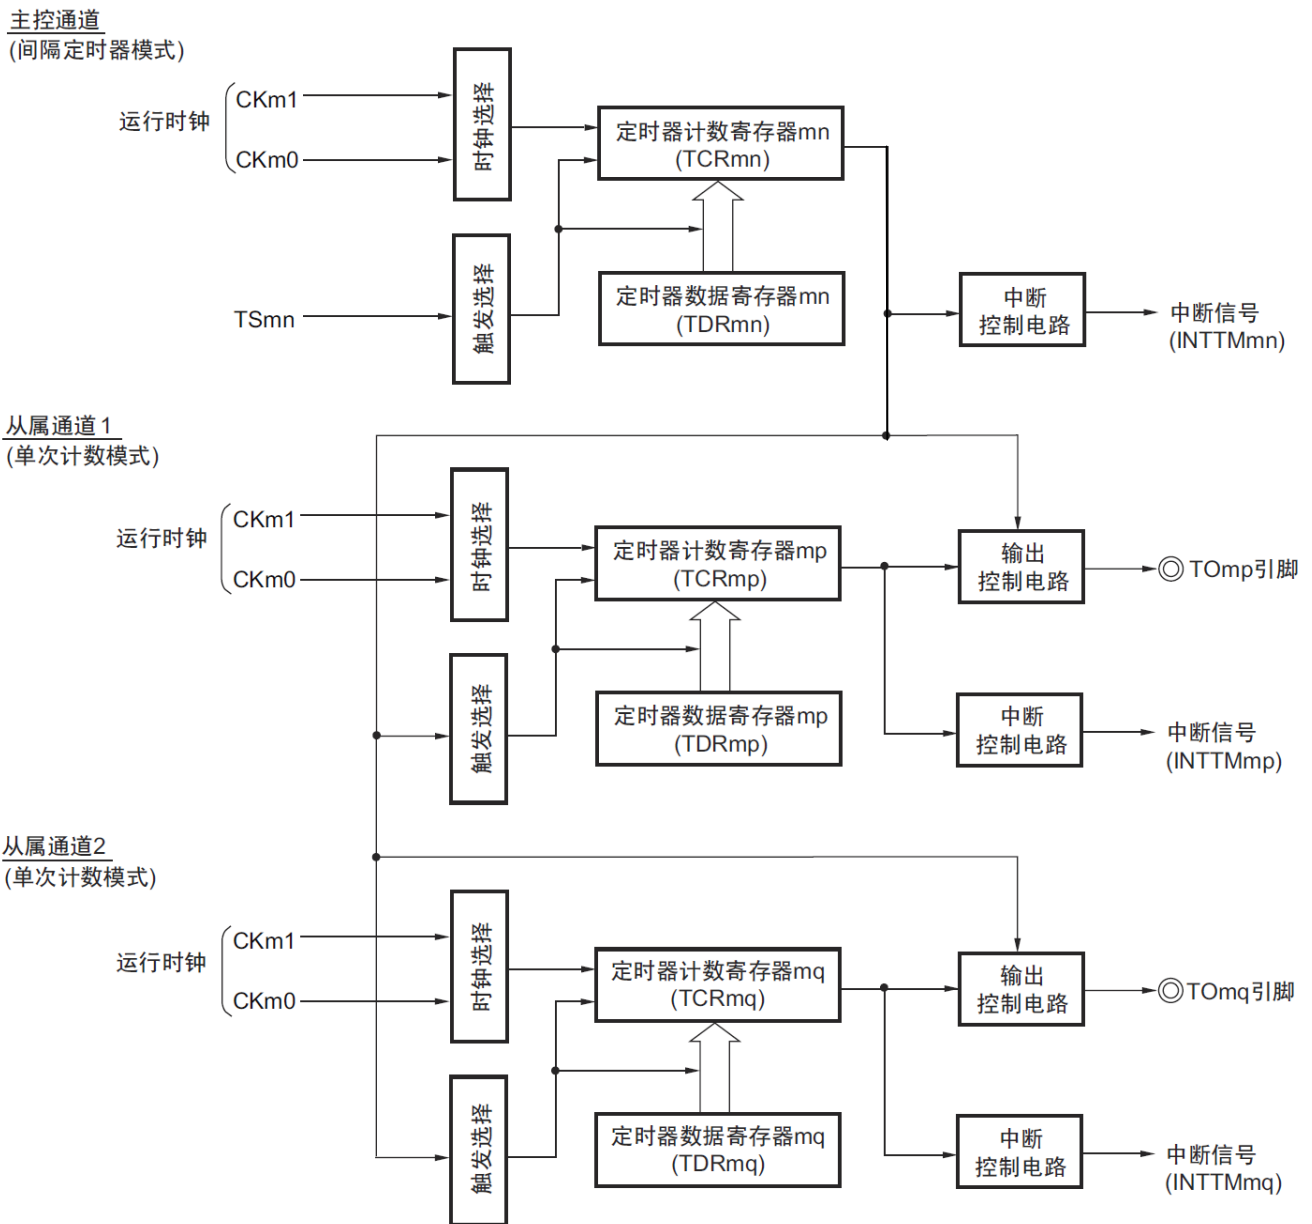 主控通道
(间隔定时器模式)
运行时钟
CKm1
CKm0
时钟选择
定时器计数寄存器mn
(TCRmn)
TSmn
触发选择
定时器数据寄存器mn
(TDRmn)
中断
控制电路
中断信号
(INTTMmn)
从属通道1
(单次计数模式)
运行时钟
CKm1
CKm0
时钟选择
定时器计数寄存器mp
(TCRmp)
输出
控制电路
TOmp引脚
触发选择
定时器数据寄存器mp
(TDRmp)
中断
控制电路
中断信号
(INTTMmp)
从属通道2
(单次计数模式)
运行时钟
CKm1
CKm0
时钟选择
定时器计数寄存器mq
(TCRmq)
输出
控制电路
TOmq引脚
触发选择
定时器数据寄存器mq
(TDRmq)
中断
控制电路
中断信号
(INTTMmq)